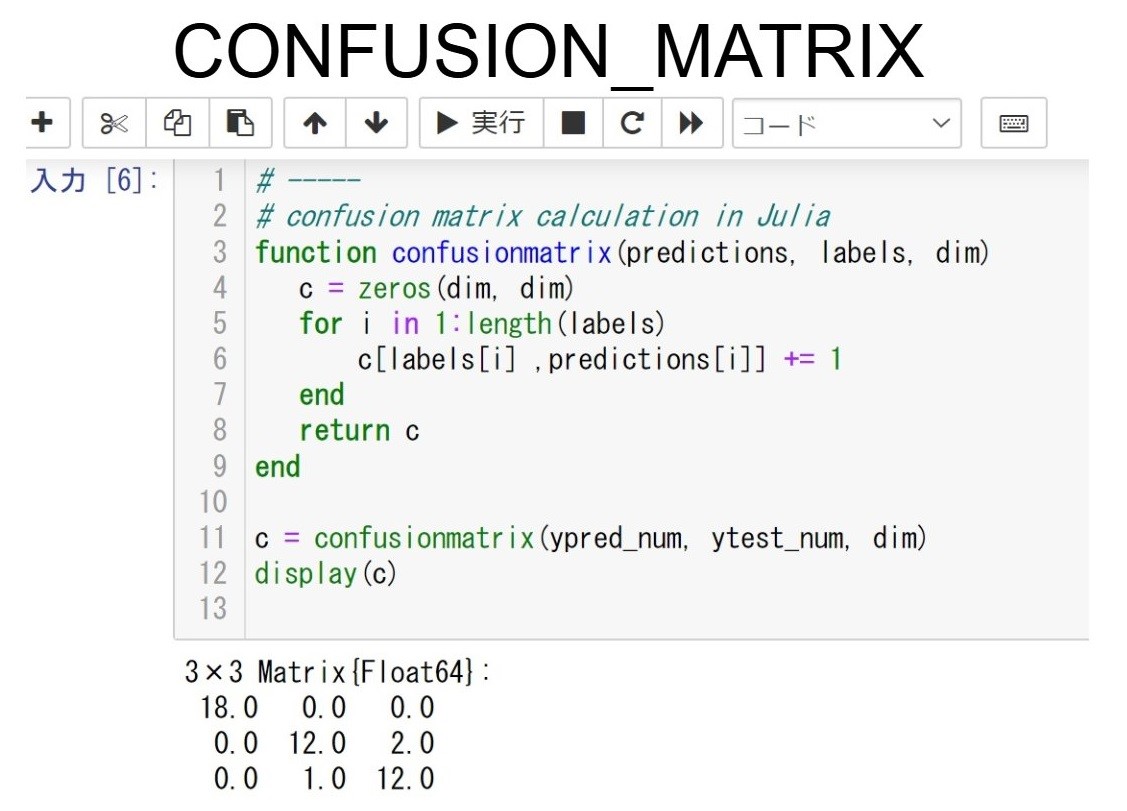 CONFUSION_MATRIX
実行 コード
入力 [6]:
1 # -----
2 # confusion matrix calculation in Julia
3 function confusionmatrix(predictions, labels, dim)
4 c = zeros(dim, dim)
5 for i in 1:length(labels)
6 c[labels[i] ,predictions[i]] += 1
7 end
8 return c
9 end
10
11 c = confusionmatrix(ypred_num, ytest_num, dim)
12 display(c)
13
3×3 Matrix{Float64}:
18.0 0.0 0.0
0.0 12.0 2.0
0.0 1.0 12.0